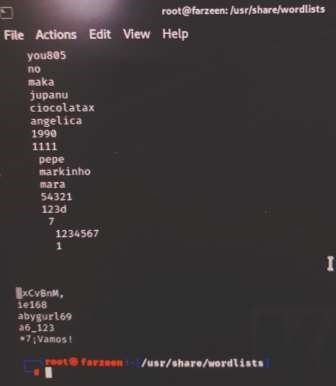 root@farzeen: /usr/share/wordlists
File Actions Edit View Help
you805
no
maka
jupanu
ciocolatax
angelica
1990
1111
pepe
markinho
mara
54321
123d
7
1234567
1
xCvBnM,
ie168
abygurl69
a6_123
*7¡Vamos!
root㉿farzeen)-[/usr/share/wordlists]
#